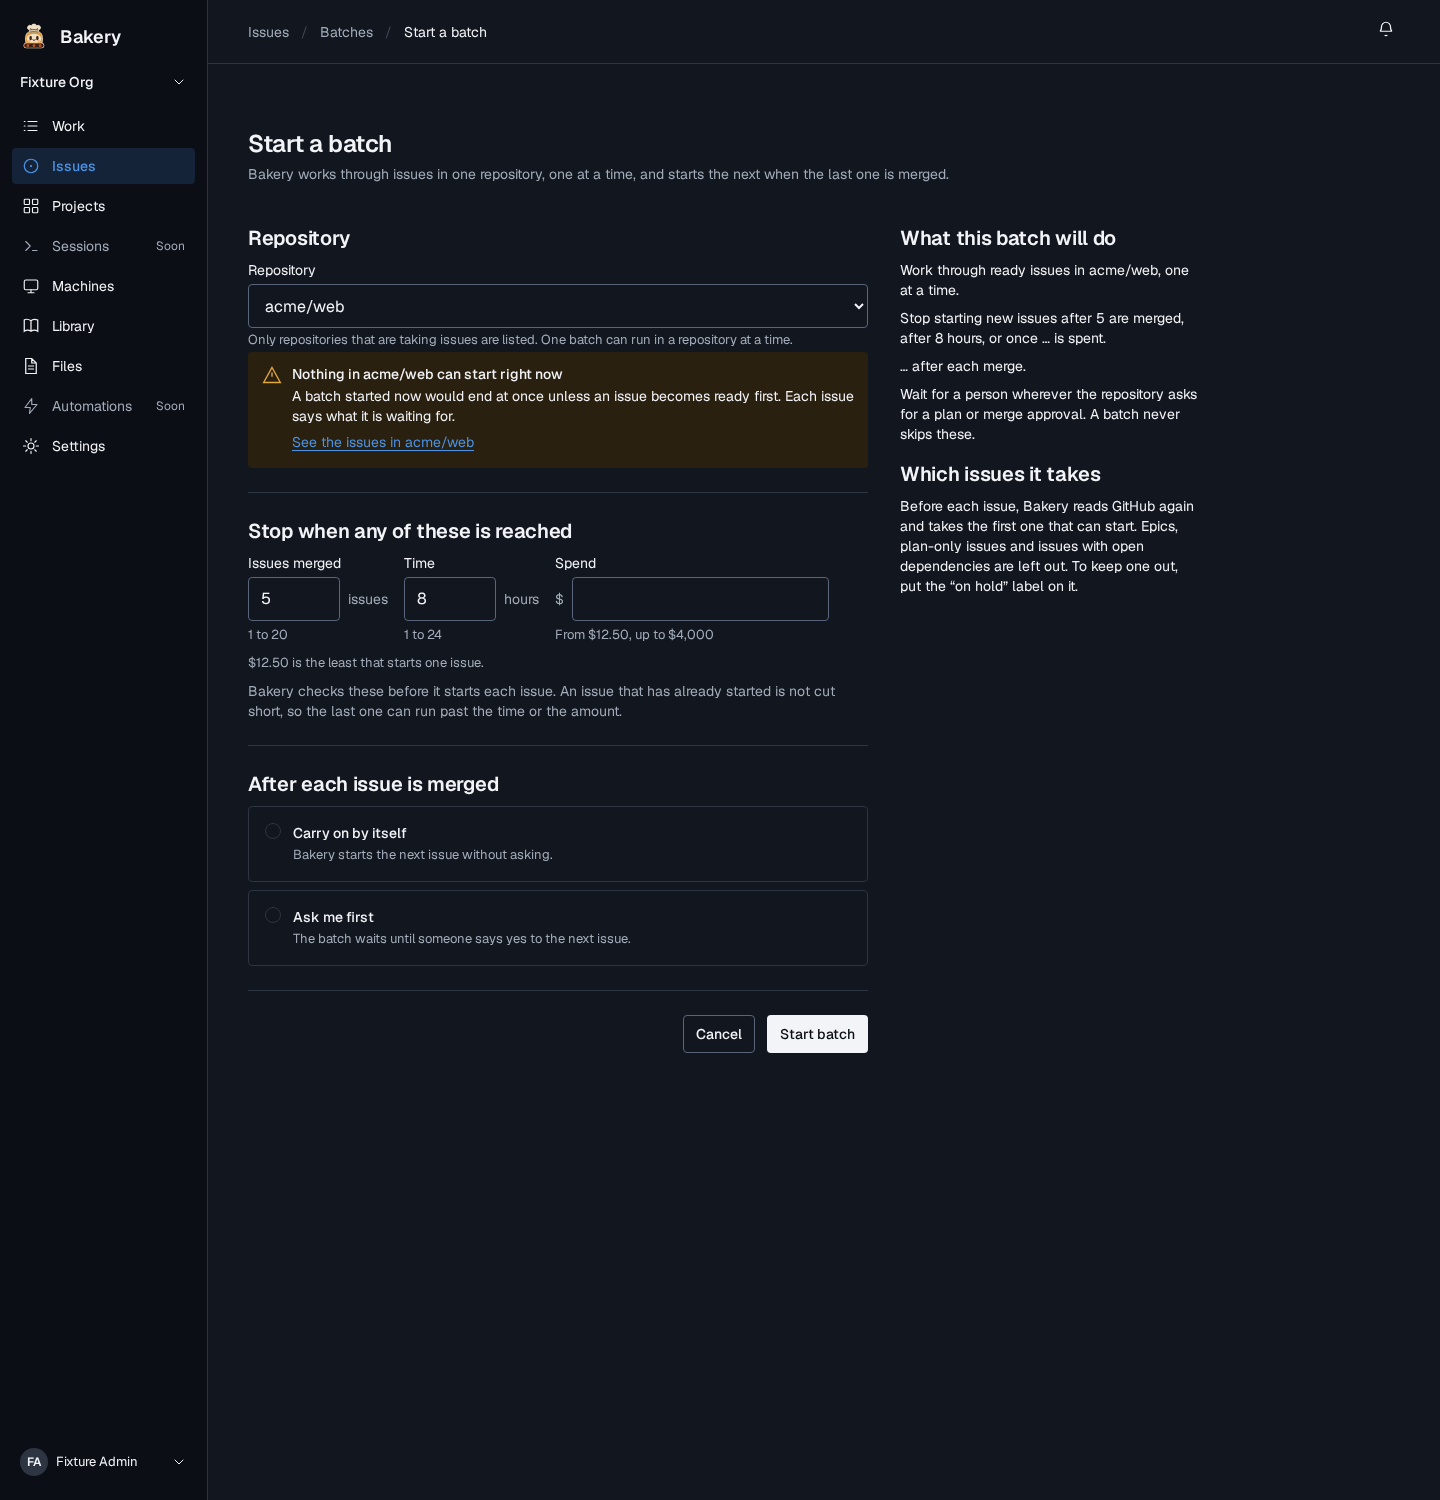 Bakery
Fixture Org
Work
Issues
Projects
Sessions Soon
Machines
Library
Files
Automations Soon
Settings
FA Fixture Admin
Issues / Batches / Start a batch
Start a batch
Bakery works through issues in one repository, one at a time, and starts the next when the last one is merged.
Repository
Repository
acme/web
Only repositories that are taking issues are listed. One batch can run in a repository at a time.
Nothing in acme/web can start right now
A batch started now would end at once unless an issue becomes ready first. Each issue
says what it is waiting for.
See the issues in acme/web
Stop when any of these is reached
Issues merged Time Spend
5 issues 8 hours $
1 to 20 1 to 24 From $12.50, up to $4,000
$12.50 is the least that starts one issue.
Bakery checks these before it starts each issue. An issue that has already started is not cut
short, so the last one can run past the time or the amount.
After each issue is merged
Carry on by itself
Bakery starts the next issue without asking.
Ask me first
The batch waits until someone says yes to the next issue.
Cancel Start batch
What this batch will do
Work through ready issues in acme/web, one
at a time.
Stop starting new issues after 5 are merged,
after 8 hours, or once … is spent.
… after each merge.
Wait for a person wherever the repository asks
for a plan or merge approval. A batch never
skips these.
Which issues it takes
Before each issue, Bakery reads GitHub again
and takes the first one that can start. Epics,
plan-only issues and issues with open
dependencies are left out. To keep one out,
put the “on hold” label on it.